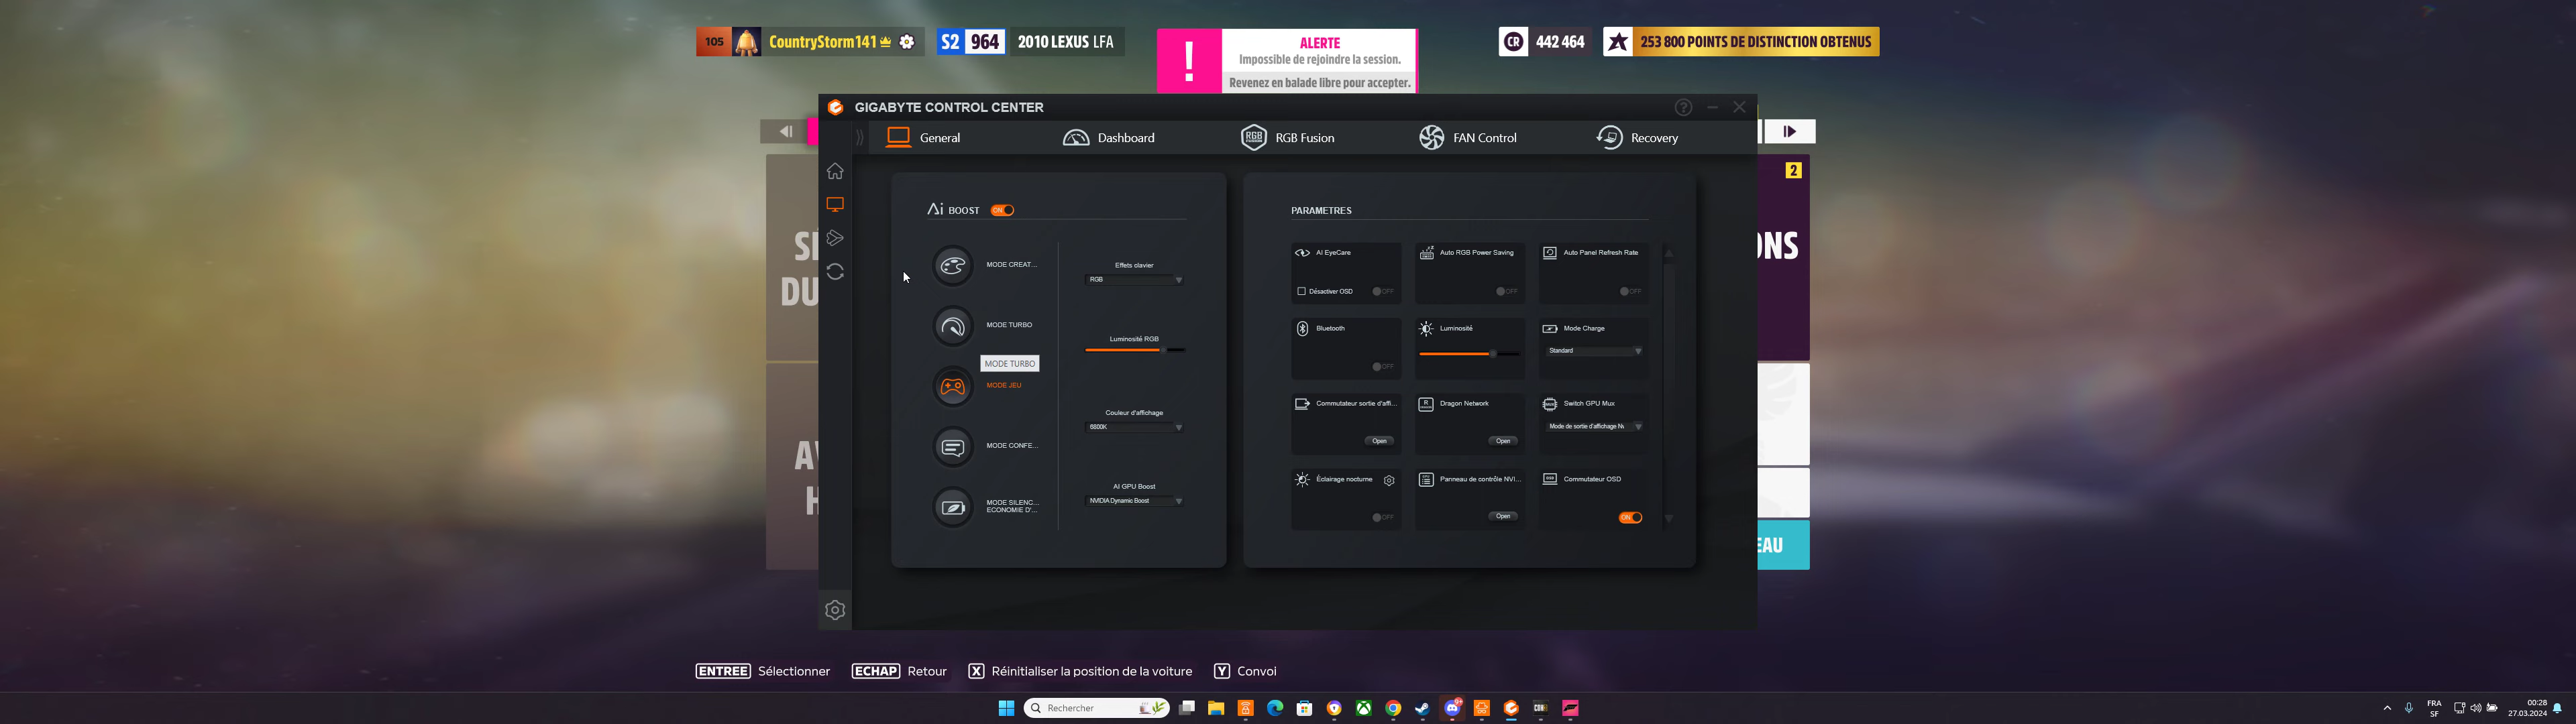 105 CountryStorm141 S2 964 2010 LEXUS LFA
ALERTE
Impossible de rejoindre la session.
Revenez en balade libre pour accepter.
CR 442 464 253 800 POINTS DE DISTINCTION OBTENUS
GIGABYTE CONTROL CENTER
General Dashboard RGB Fusion FAN Control Recovery
2
Ai BOOST ON
MODE CREAT...
MODE TURBO
MODE TURBO
MODE JEU
MODE CONFE...
MODE SILENC...
ECONOMIE D'...
Effets clavier
RGB
Luminosité RGB
Couleur d'affichage
6800K
AI GPU Boost
NVIDIA Dynamic Boost
PARAMETRES
AI EyeCare Auto RGB Power Saving Auto Panel Refresh Rate
Désactiver OSD OFF OFF OFF
Bluetooth Luminosité Mode Charge
Standard
OFF
Commutateur sortie d'affi... Dragon Network Switch GPU Mux
Mode de sortie d'affichage
Open Open
Éclairage nocturne Panneau de contrôle NVI... Commutateur OSD
OFF Open ON
DU
AV
H
ONS
EAU
ENTREE Sélectionner ECHAP Retour X Réinitialiser la position de la voiture Y Convoi
Rechercher
FRA
SF
00:28
27.03.2024